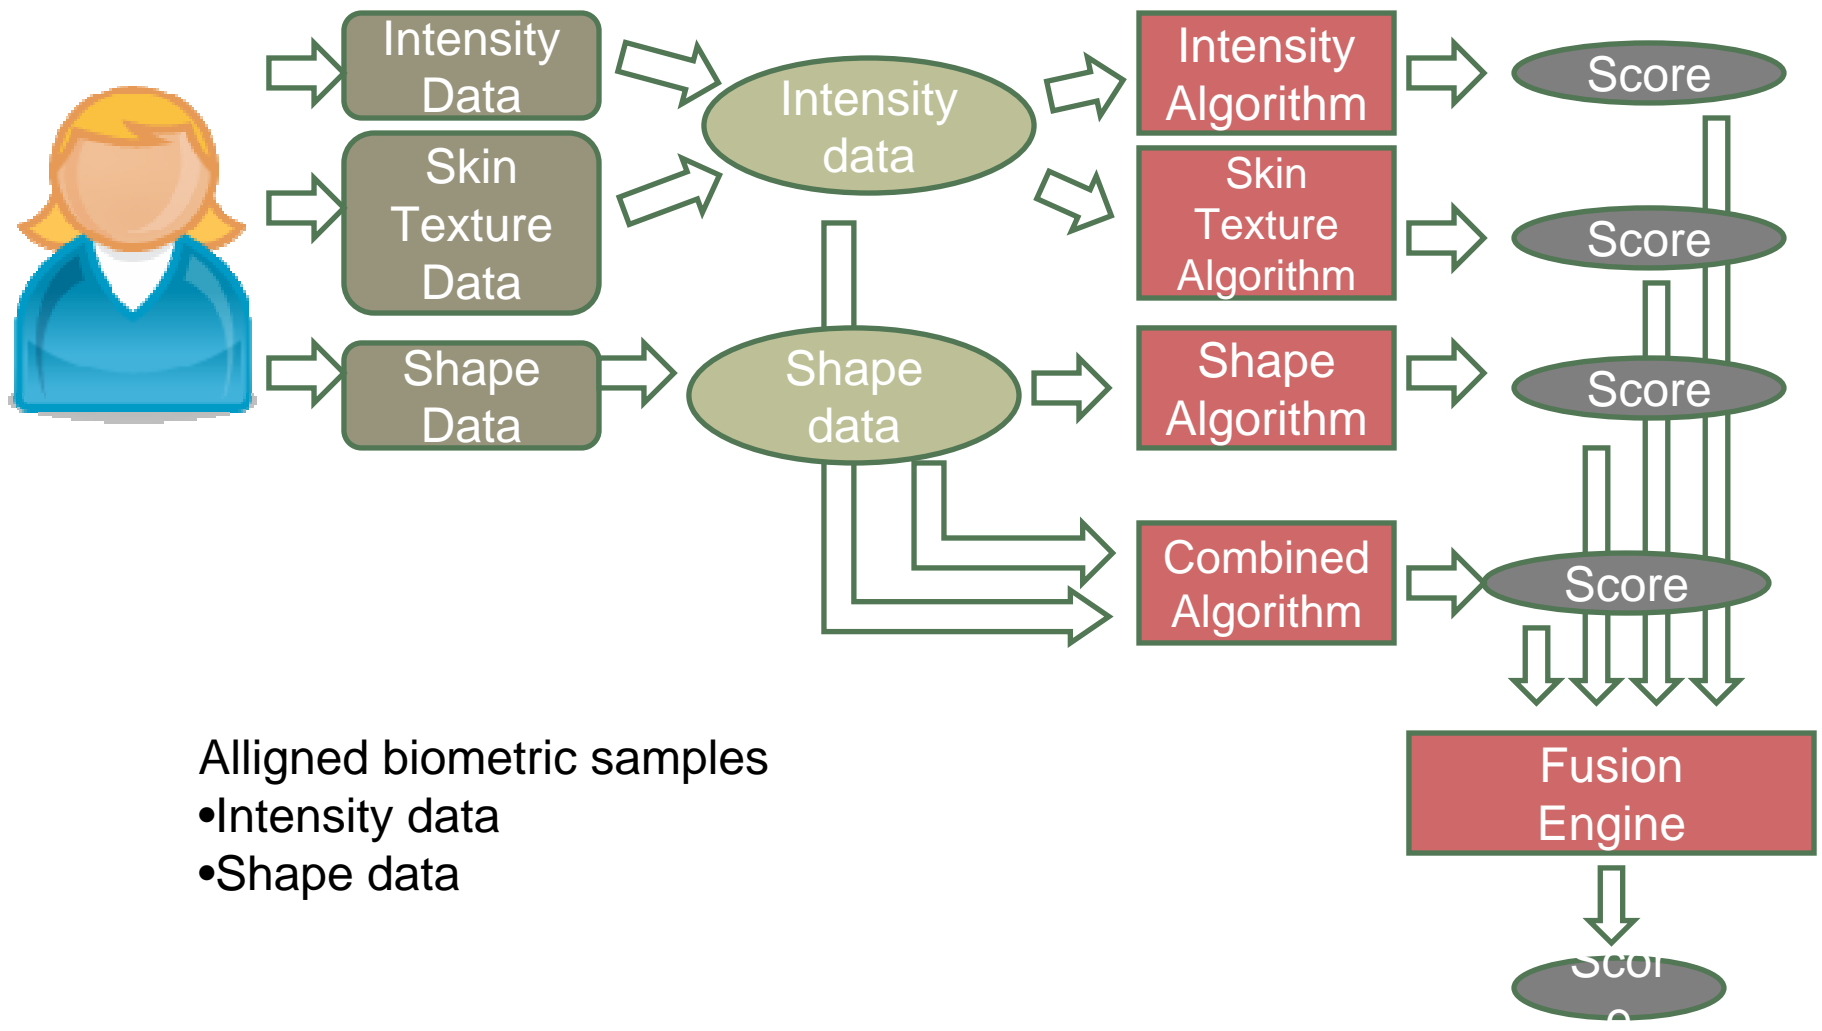 Intensity
Data
Skin
Texture
Data
Shape
Data
Intensity
data
Shape
data
Intensity
Algorithm
Skin
Texture
Algorithm
Shape
Algorithm
Combined
Algorithm
Score
Score
Score
Score
Fusion
Engine
Scor
e
Alligned biometric samples
•Intensity data
•Shape data